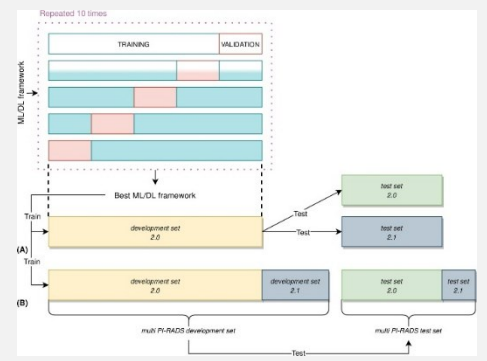 Repeated 10 times
TRAINING
VALIDATION
ML/DL framework
Best ML/DL framework
Train
development set
2.0
Test
Test
test set
2.0
test set
2.1
(A)
Train
development set
2.0
development set
2.1
test set
2.0
test set
2.1
(B)
multi PI-RADS development set
multi PI-RADS test set
Test